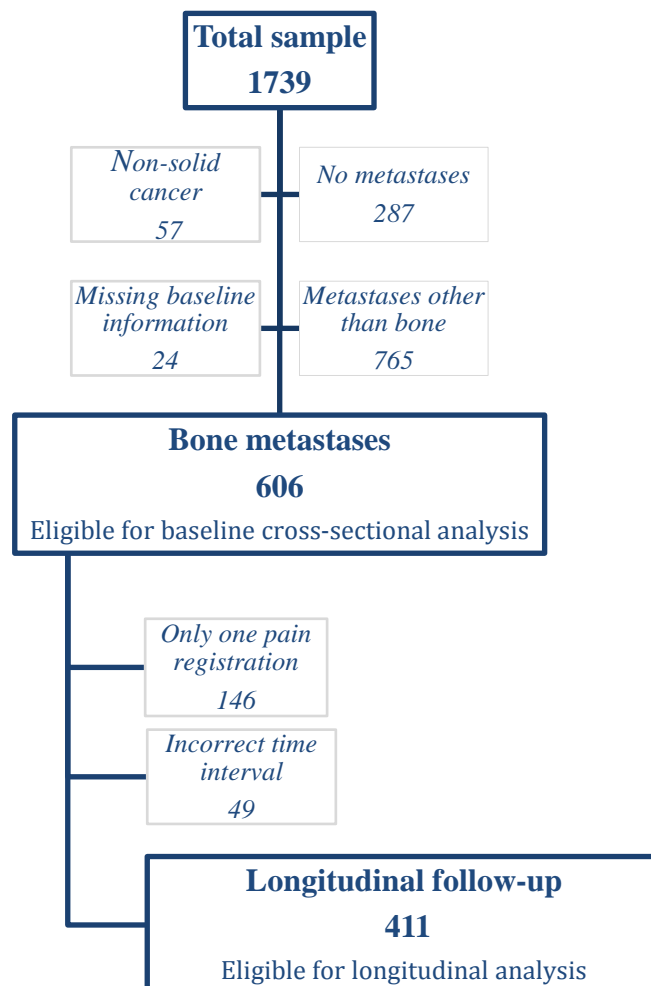 Total sample
1739
Non-solid
cancer
57
No metastases
287
Missing baseline
information
24
Metastases other
than bone
765
Bone metastases
606
Eligible for baseline cross-sectional analysis
Only one pain
registration
146
Incorrect time
interval
49
Longitudinal follow-up
411
Eligible for longitudinal analysis